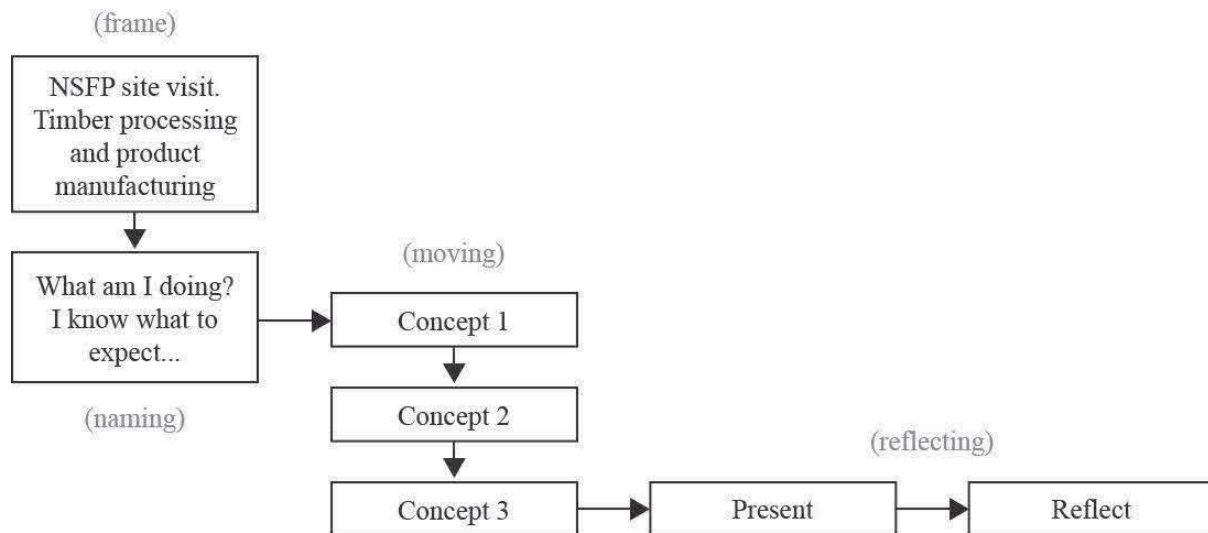 (frame)
NSFP site visit.
Timber processing
and product
manufacturing
What am I doing?
I know what to
expect...
(naming)
(moving)
Concept 1
Concept 2
Concept 3
(reflecting)
Present
Reflect